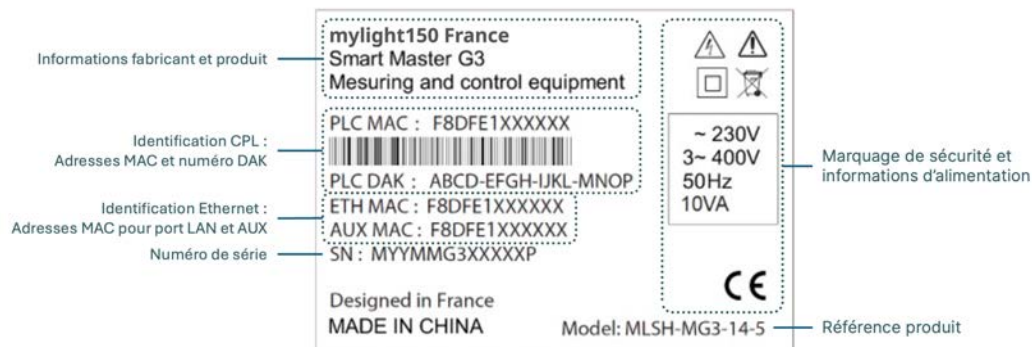 Informations fabricant et produit
mylight150 France
Smart Master G3
Mesuring and control equipment
Identification CPL :
Adresses MAC et numéro DAK
PLC MAC : F8DFE1XXXXXX
PLC DAK : ABCD-EFGH-IJKL-MNOP
Identification Ethernet :
Adresses MAC pour port LAN et AUX
ETH MAC : F8DFE1XXXXXX
AUX MAC : F8DFE1XXXXXX
Numéro de série
SN : MYYMMG3XXXXXP
Designed in France
MADE IN CHINA
~ 230V
3~ 400V
50Hz
10VA
Marquage de sécurité et
informations d'alimentation
CE
Model: MLSH-MG3-14-5
Référence produit